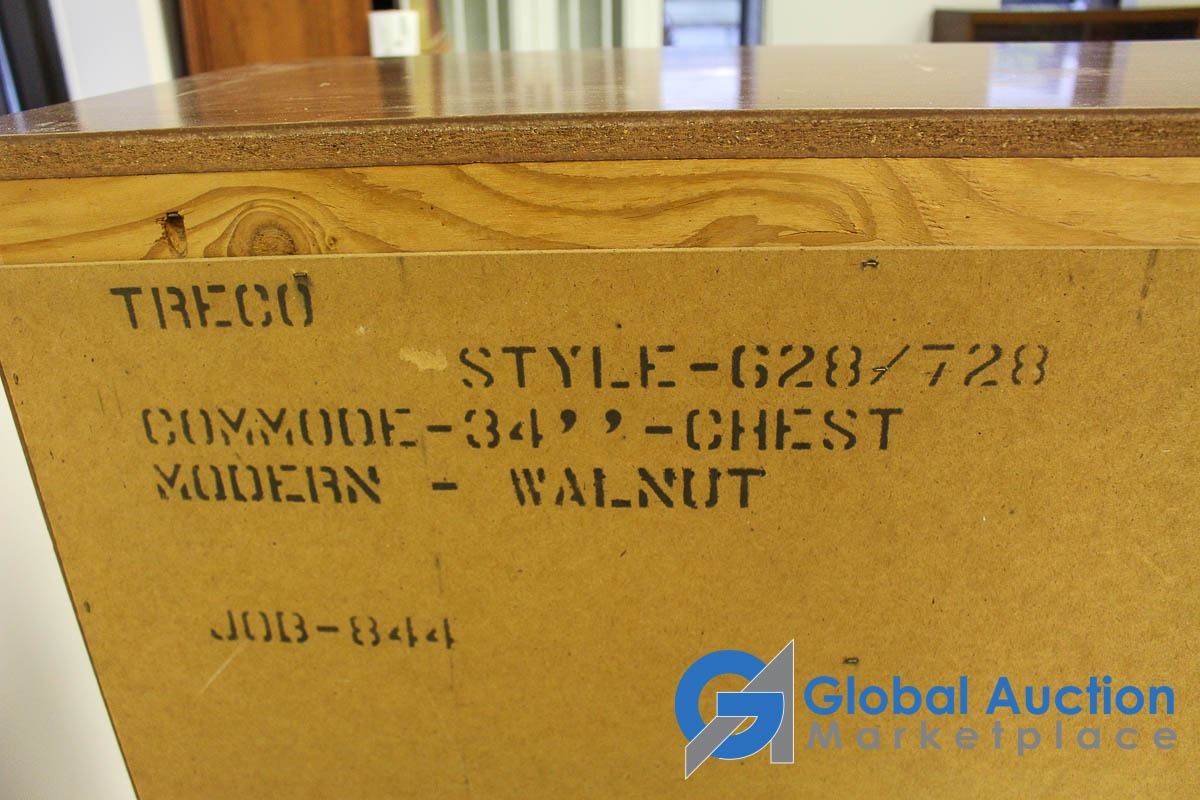 TRECO
STYLE-628/728
COMMODE-34’’-CHEST
MODERN - WALNUT
JOB-844
Global Auction
Marketplace